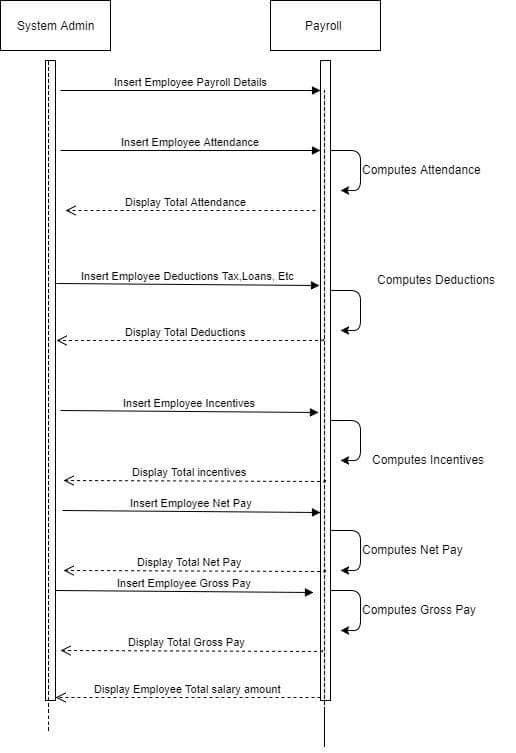 System Admin
Payroll
Insert Employee Payroll Details
Insert Employee Attendance
Computes Attendance
Display Total Attendance
Insert Employee Deductions Tax,Loans, Etc
Computes Deductions
Display Total Deductions
Insert Employee Incentives
Computes Incentives
Display Total incentives
Insert Employee Net Pay
Computes Net Pay
Display Total Net Pay
Insert Employee Gross Pay
Computes Gross Pay
Display Total Gross Pay
Display Employee Total salary amount